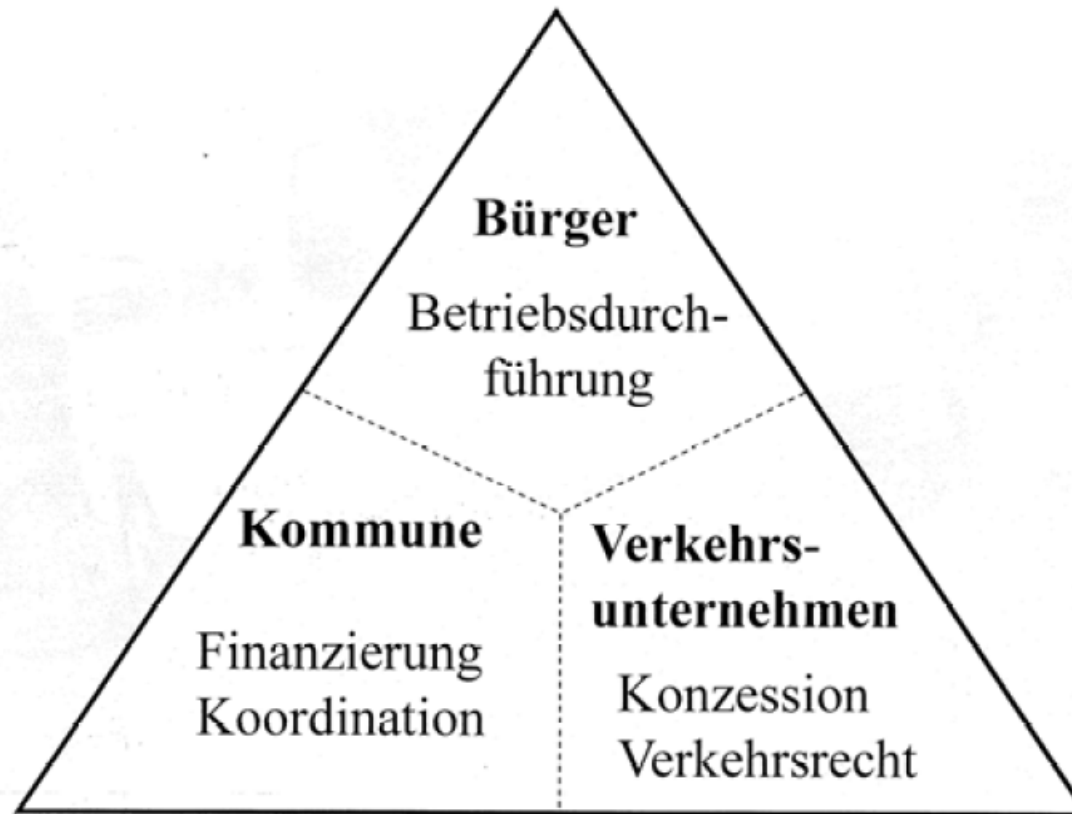 Bürger
Betriebsdurch-
führung
Kommune
Finanzierung
Koordination
Verkehrs-
unternehmen
Konzession
Verkehrsrecht